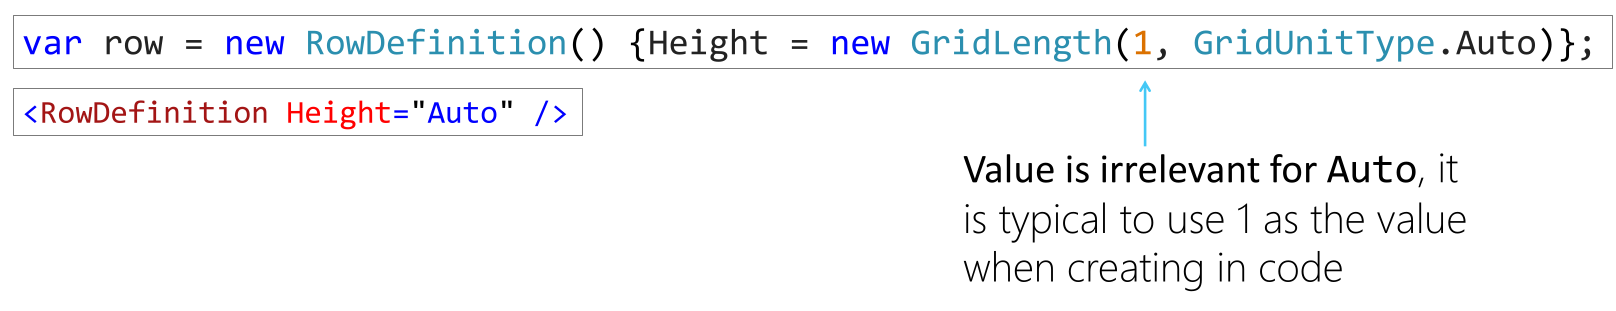 var row = new RowDefinition() {Height = new GridLength(1, GridUnitType.Auto)};
<RowDefinition Height="Auto" />
Value is irrelevant for Auto, it
is typical to use 1 as the value
when creating in code